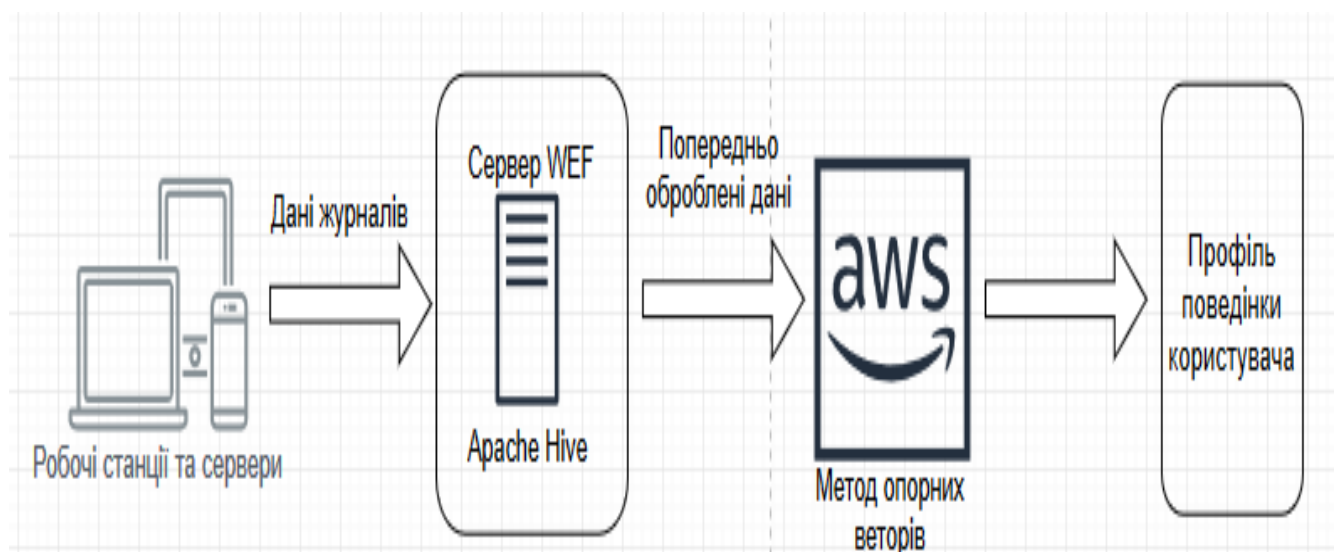 Робочі станції та сервери
Дані журналів
Сервер WEF
Apache Hive
Попередньо
оброблені дані
aws
Метод опорних
веторів
Профіль
поведінки
користувача